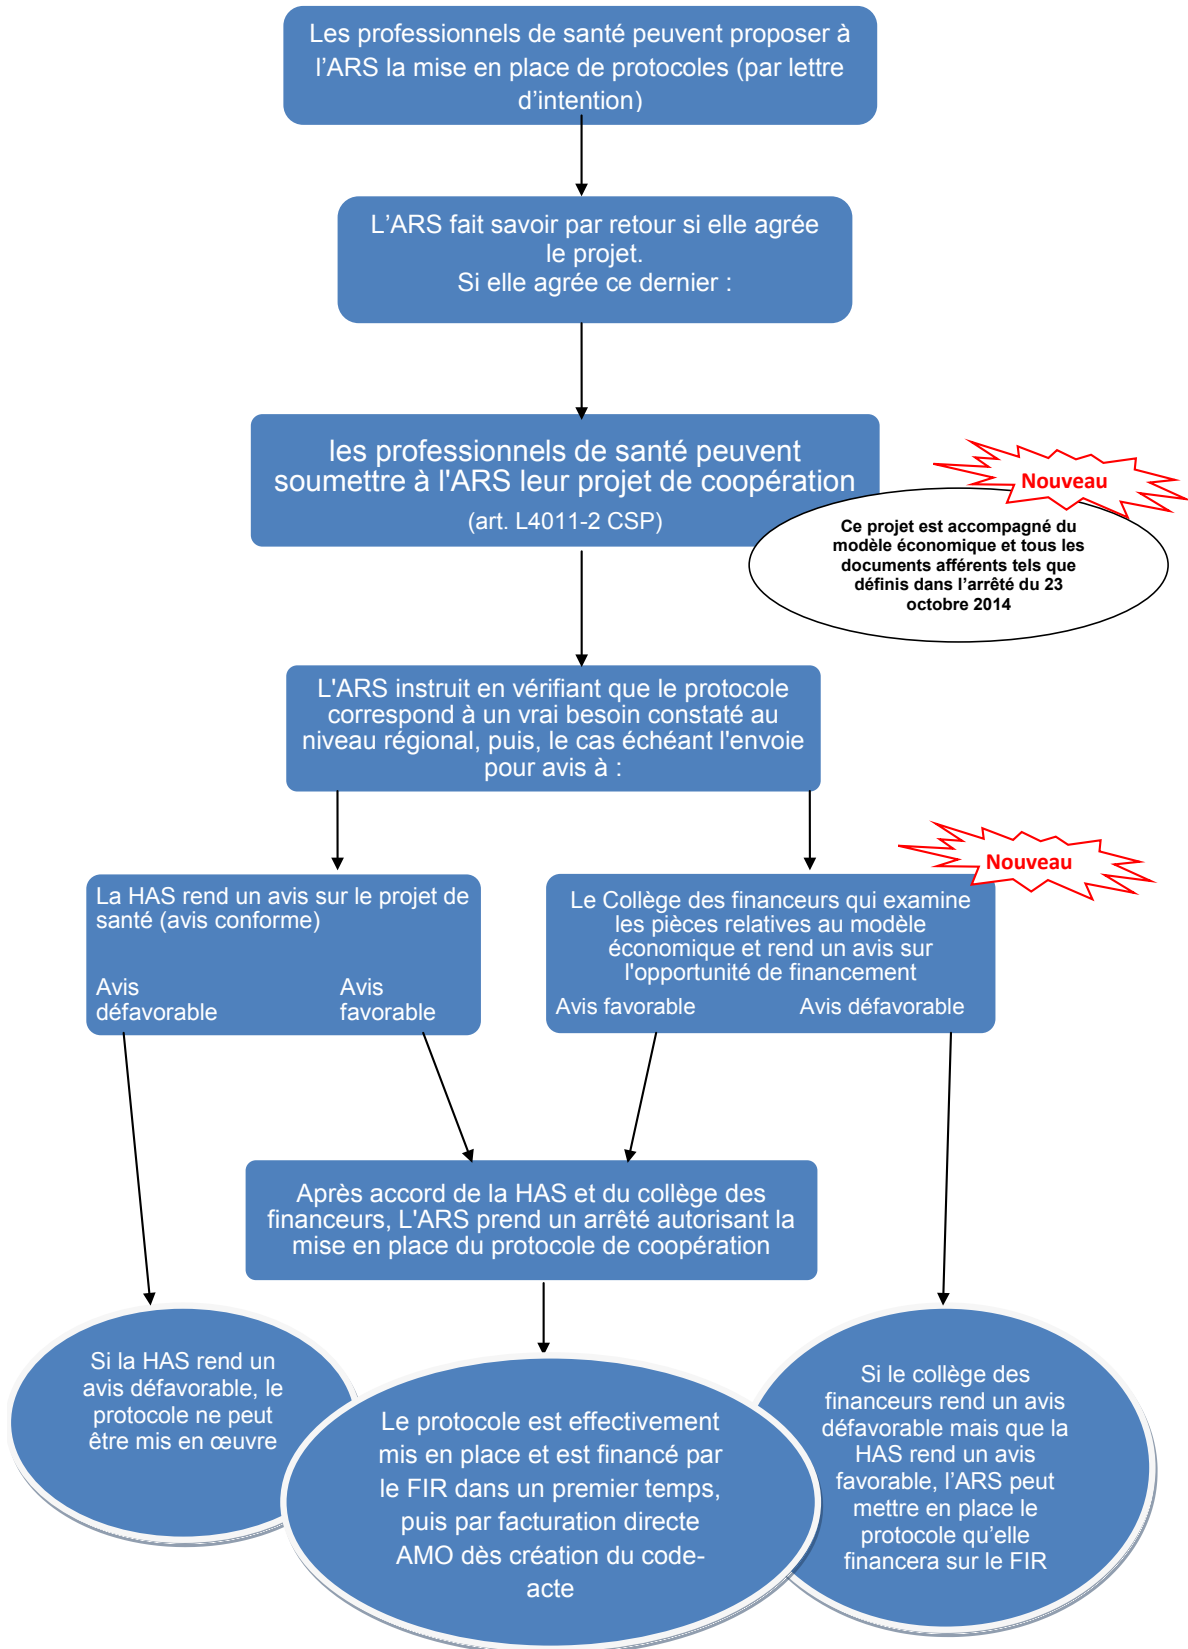 Les professionnels de santé peuvent proposer à
l’ARS la mise en place de protocoles (par lettre
d’intention)
L’ARS fait savoir par retour si elle agrée
le projet.
Si elle agrée ce dernier :
les professionnels de santé peuvent
soumettre à l'ARS leur projet de coopération
(art. L4011-2 CSP)
Nouveau
Ce projet est accompagné du
modèle économique et tous les
documents afférents tels que
définis dans l’arrêté du 23
octobre 2014
L'ARS instruit en vérifiant que le protocole
correspond à un vrai besoin constaté au
niveau régional, puis, le cas échéant l'envoie
pour avis à :
La HAS rend un avis sur le projet de
santé (avis conforme)
Avis
défavorable
Avis
favorable
Nouveau
Le Collège des financeurs qui examine
les pièces relatives au modèle
économique et rend un avis sur
l'opportunité de financement
Avis favorable
Avis défavorable
Après accord de la HAS et du collège des
financeurs, L'ARS prend un arrêté autorisant la
mise en place du protocole de coopération
Si la HAS rend un
avis défavorable, le
protocole ne peut
être mis en œuvre
Le protocole est effectivement
mis en place et est financé par
le FIR dans un premier temps,
puis par facturation directe
AMO dès création du code-
acte
Si le collège des
financeurs rend un avis
défavorable mais que la
HAS rend un avis
favorable, l’ARS peut
mettre en place le
protocole qu’elle
financera sur le FIR